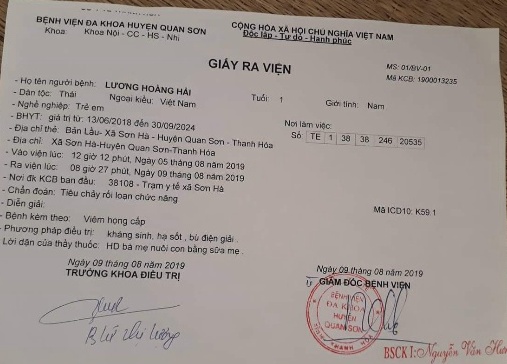 BỆNH VIỆN ĐA KHOA HUYỆN QUAN SƠN
Khoa: Khoa Nội - CC - HS - Nhi
CỘNG HÒA XÃ HỘI CHỦ NGHĨA VIỆT NAM
Độc lập - Tự do - Hạnh phúc
GIẤY RA VIỆN
MS: 01/BV-01
Mã KCB: 1900013235
- Họ tên người bệnh: LƯƠNG HOÀNG HẢI Tuổi: 1 Giới tính: Nam
- Dân tộc: Thái Ngoại kiều: Việt Nam
- Nghề nghiệp: Trẻ em Nơi làm việc:
- BHYT: giá trị từ: 13/06/2018 đến 30/09/2024 Số: TE 1 38 38 246 20535
- Địa chỉ thẻ: Bản Lầu- Xã Sơn Hà - Huyện Quan Sơn - Thanh Hóa
- Địa chỉ: Xã Sơn Hà-Huyện Quan Sơn-Thanh Hóa
- Vào viện lúc: 12 giờ 12 phút, Ngày 05 tháng 08 năm 2019
- Ra viện lúc: 08 giờ 27 phút, Ngày 09 tháng 08 năm 2019
- Nơi đk KCB ban đầu: 38108 - Trạm y tế xã Sơn Hà
- Chẩn đoán: Tiêu chảy rối loạn chức năng Mã ICD10: K59.1
- Diễn giải:
- Bệnh kèm theo: Viêm họng cấp
- Phương pháp điều trị: kháng sinh, hạ sốt, bù điện giải .
- Lời dặn của thầy thuốc: HD bà mẹ nuôi con bằng sữa mẹ .
Ngày 09 tháng 08 năm 2019
TRƯỞNG KHOA ĐIỀU TRỊ
Ngày 09 tháng 08 năm 2019
GIÁM ĐỐC BỆNH VIỆN
BỆNH VIỆN
ĐA KHOA
HUYỆN
QUAN SƠN
BSCK I: Nguyễn Văn